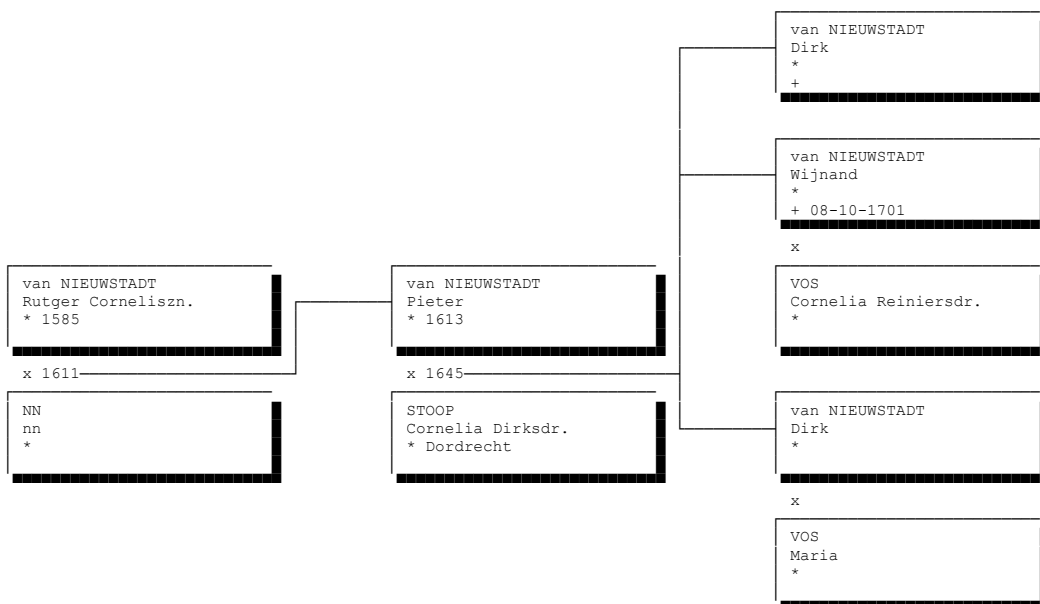 van NIEUWSTADT
Dirk
*
+
van NIEUWSTADT
Wijnand
*
+ 08-10-1701
x
van NIEUWSTADT
Rutger Corneliszn.
* 1585
x 1611
NN
nn
*
van NIEUWSTADT
Pieter
* 1613
x 1645
STOOP
Cornelia Dirksdr.
* Dordrecht
VOS
Cornelia Reiniersdr.
*
van NIEUWSTADT
Dirk
*
x
VOS
Maria
*